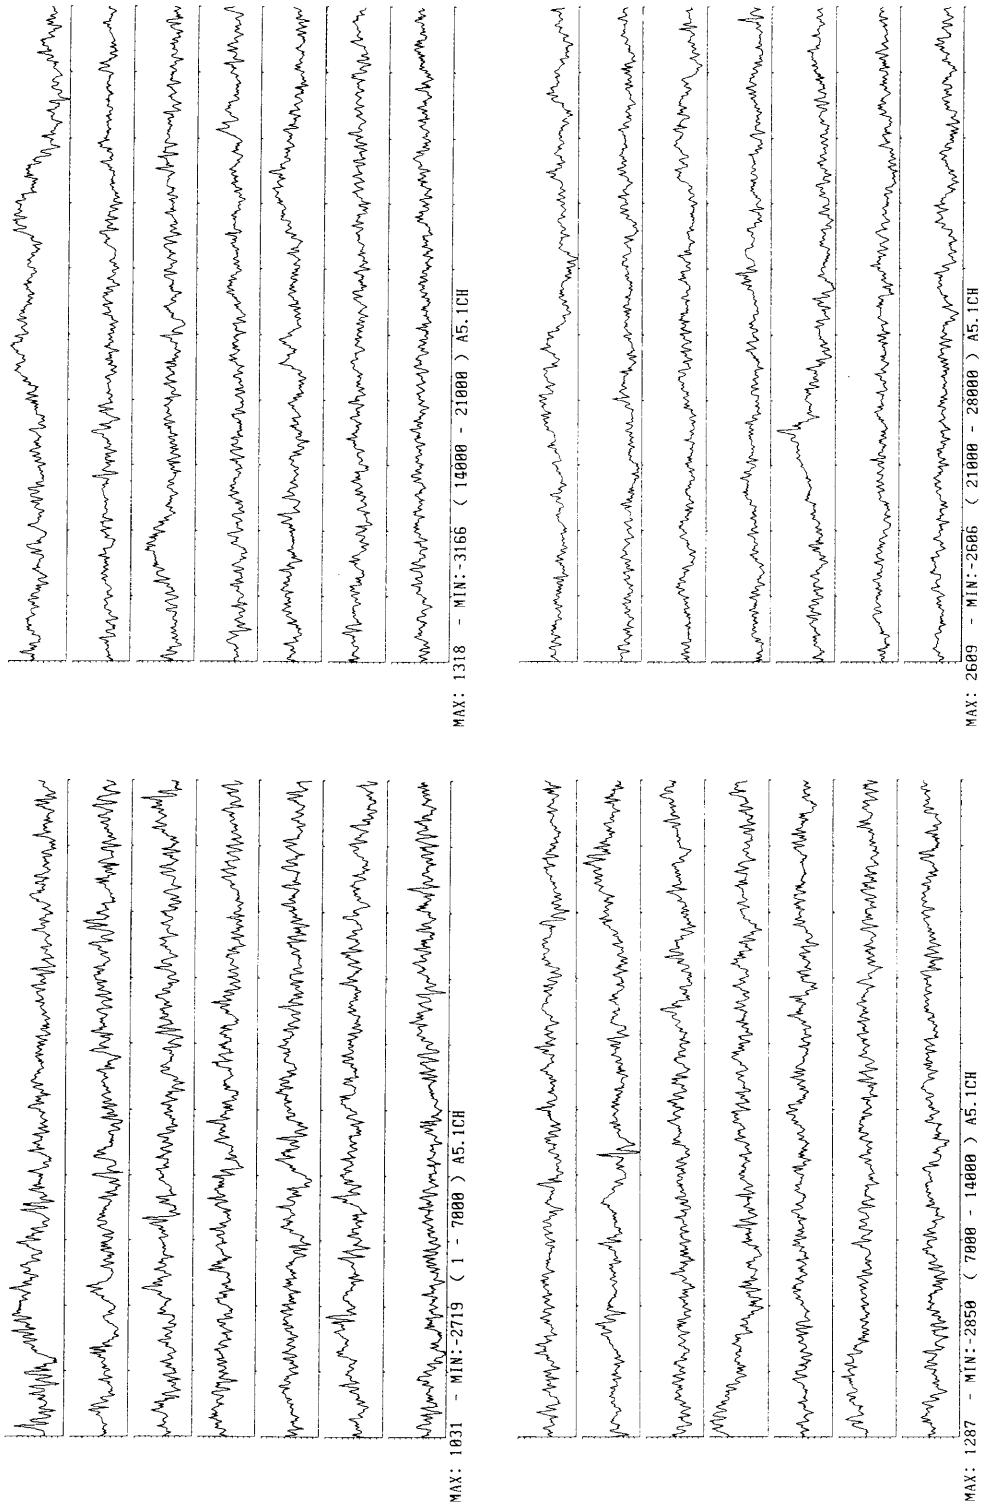 MAX: 1031 - MIN:-2719 ( 1 - 7000 ) A5.1CH
MAX: 1287 - MIN:-2850 ( 7000 - 14000 ) A5.1CH
MAX: 1318 - MIN:-3166 ( 14000 - 21000 ) A5.1CH
MAX: 2609 - MIN:-2606 ( 21000 - 28000 ) A5.1CH